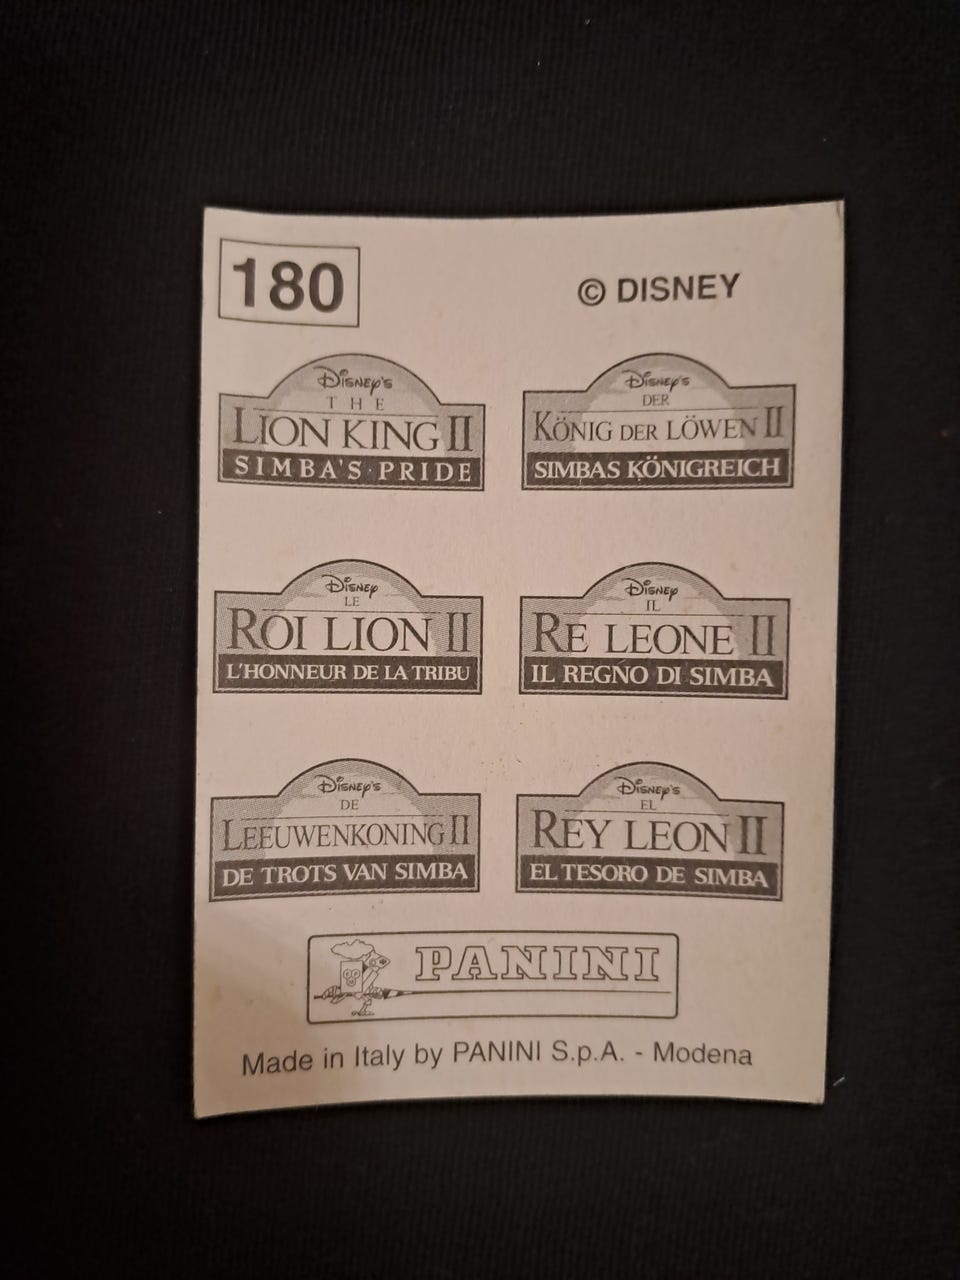 180
© DISNEY
Disney's
THE
LION KING II
SIMBA'S PRIDE
Disney's
DER
KÖNIG DER LÖWEN II
SIMBAS KÖNIGREICH
Disney
LE
ROI LION II
L'HONNEUR DE LA TRIBU
Disney
IL
RE LEONE II
IL REGNO DI SIMBA
Disney's
DE
LEEUWENKONING II
DE TROTS VAN SIMBA
Disney's
EL
REY LEON II
EL TESORO DE SIMBA
PANINI
Made in Italy by PANINI S.p.A. - Modena